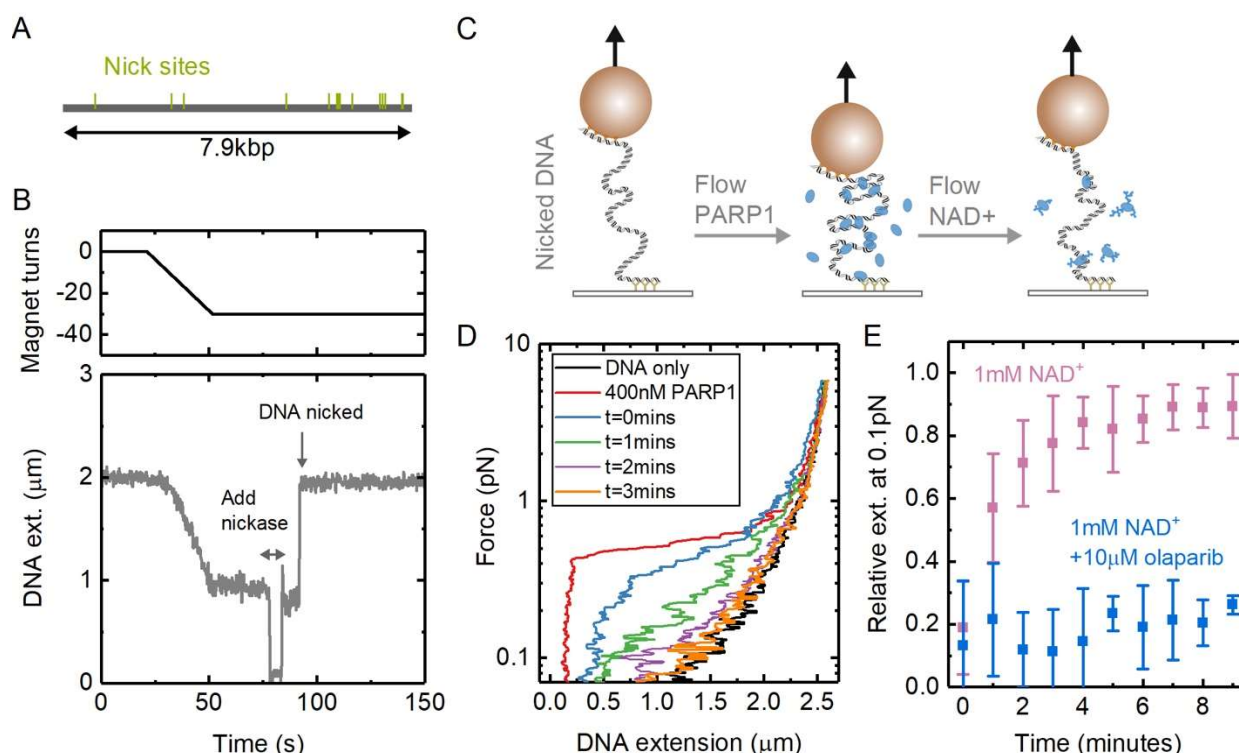 A
Nick sites
7.9kbp
B
Magnet turns
0
-20
-40
DNA ext. (μm)
3
2
1
0
DNA nicked
Add
nickase
0
50
100
150
Time (s)
C
Nicked DNA
Flow
PARP1
Flow
NAD+
D
Force (pN)
10
1
0.1
DNA only
400nM PARP1
t=0mins
t=1mins
t=2mins
t=3mins
0.0
0.5
1.0
1.5
2.0
2.5
DNA extension (μm)
E
Relative ext. at 0.1pN
1.0
0.8
0.6
0.4
0.2
0.0
1mM NAD⁺
1mM NAD⁺
+10μM olaparib
0
2
4
6
8
Time (minutes)